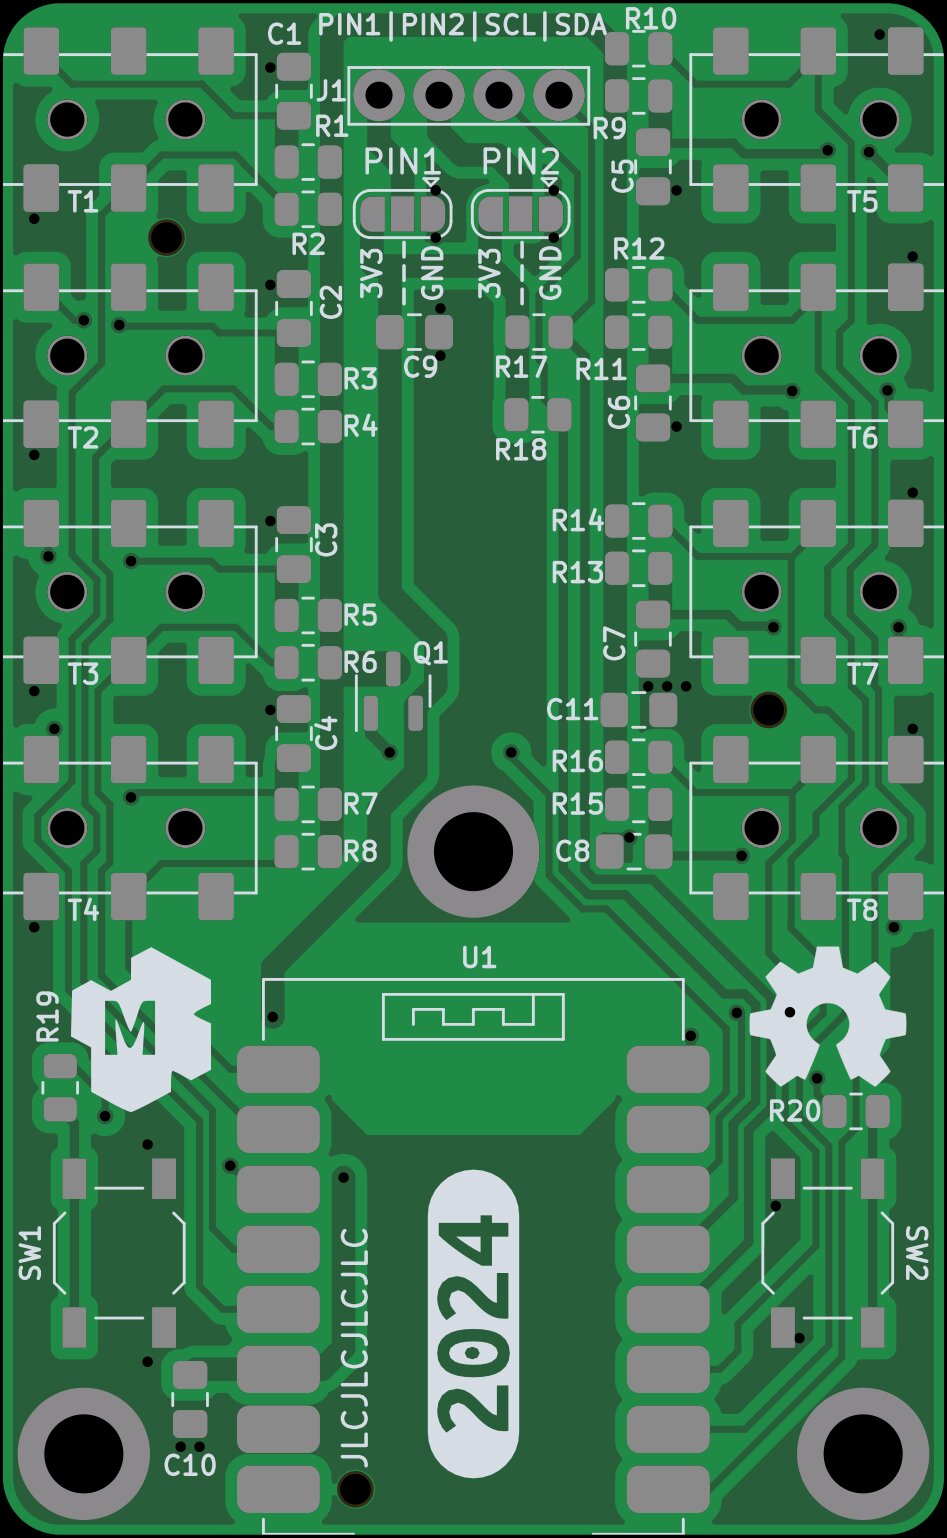 PIN1|PIN2|SCL|SDA
R10
C1
J1
R1
R9
PIN1
PIN2
C5
T1
T5
R2
3V3
GND
3V3
GND
R12
C2
C9
R17
R11
R3
C6
R4
T2
R18
T6
C3
R14
R13
R5
Q1
C7
R6
T3
T7
C4
C11
R16
R7
R15
R8
C8
T4
T8
U1
M
R19
R20
SW1
SW2
2024
JLCJLCJLCJLC
C10